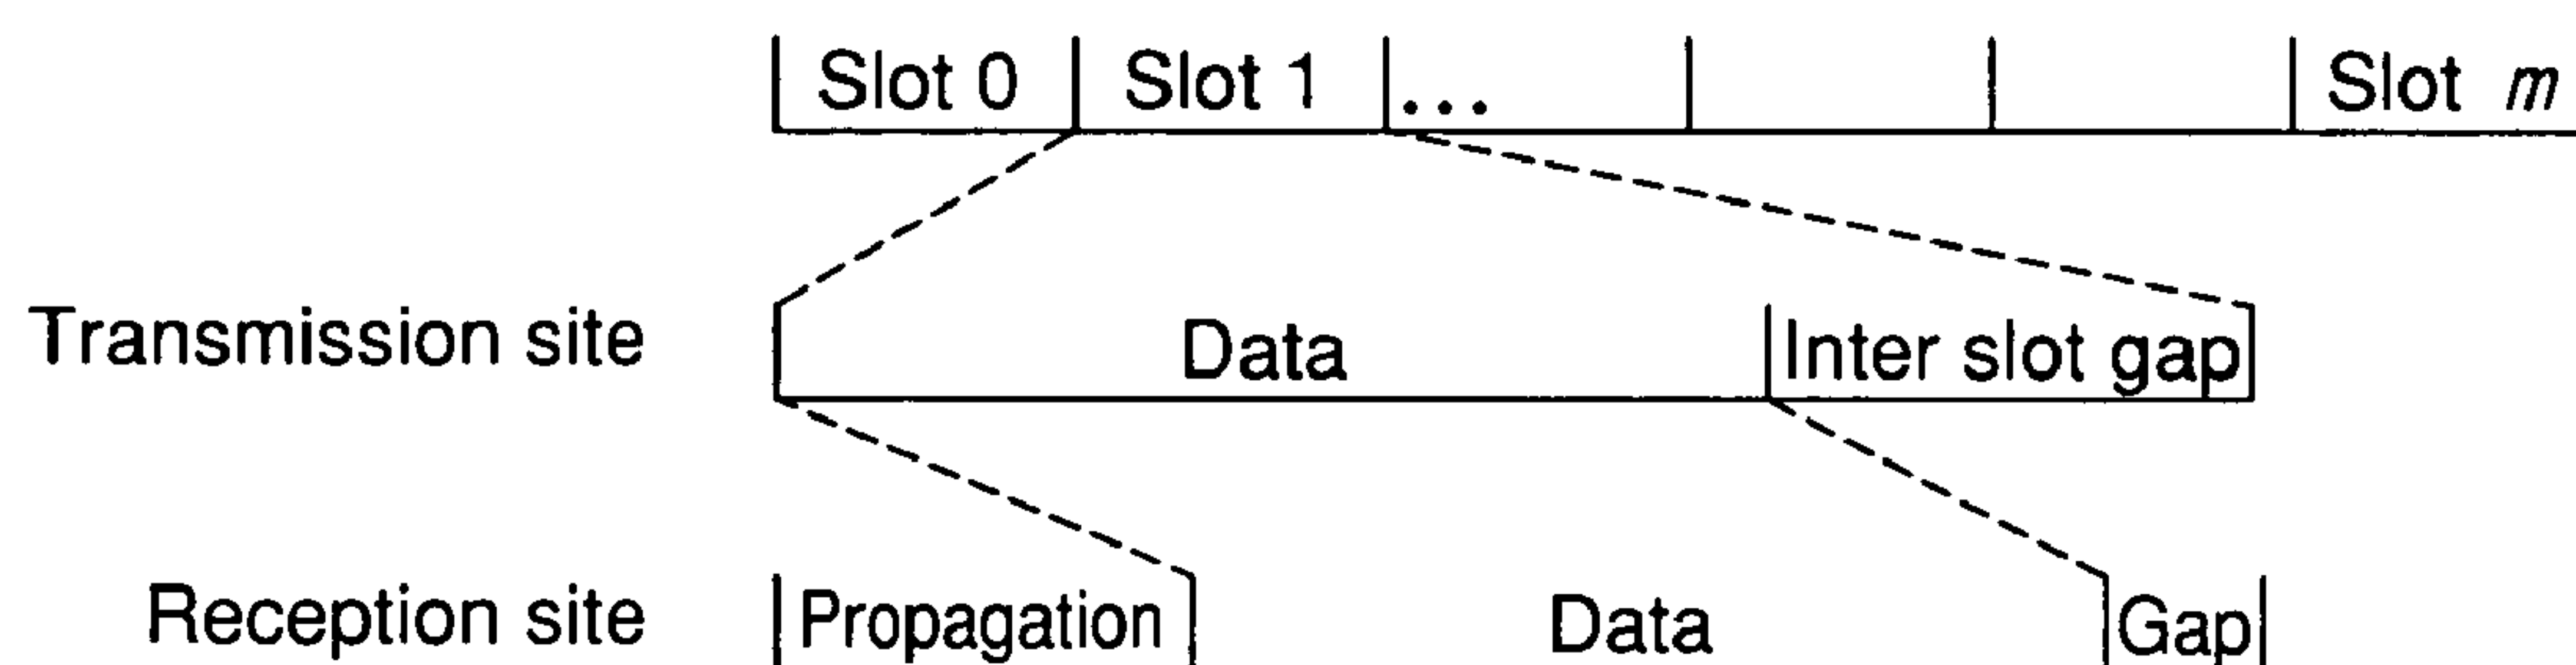 Slot 0 Slot 1 ... Slot m
Transmission site Data Inter slot gap
Reception site Propagation Data Gap